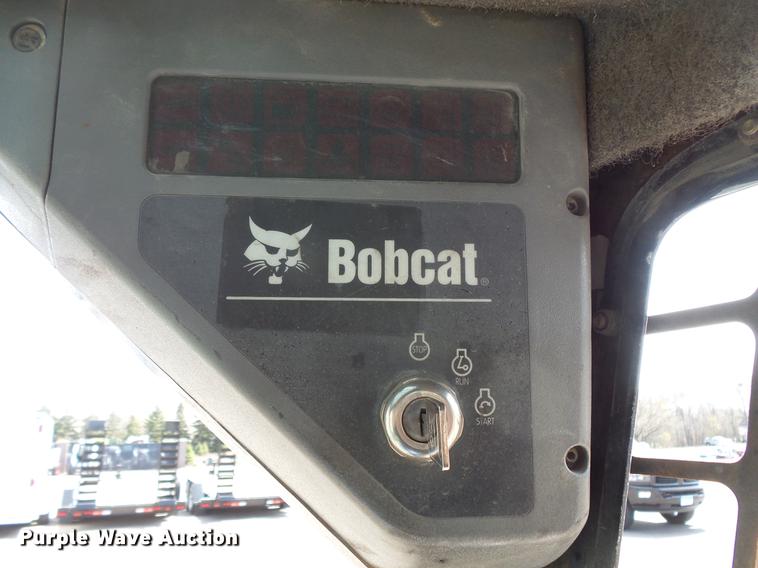 Bobcat®
STOP
RUN
START
Purple Wave Auction